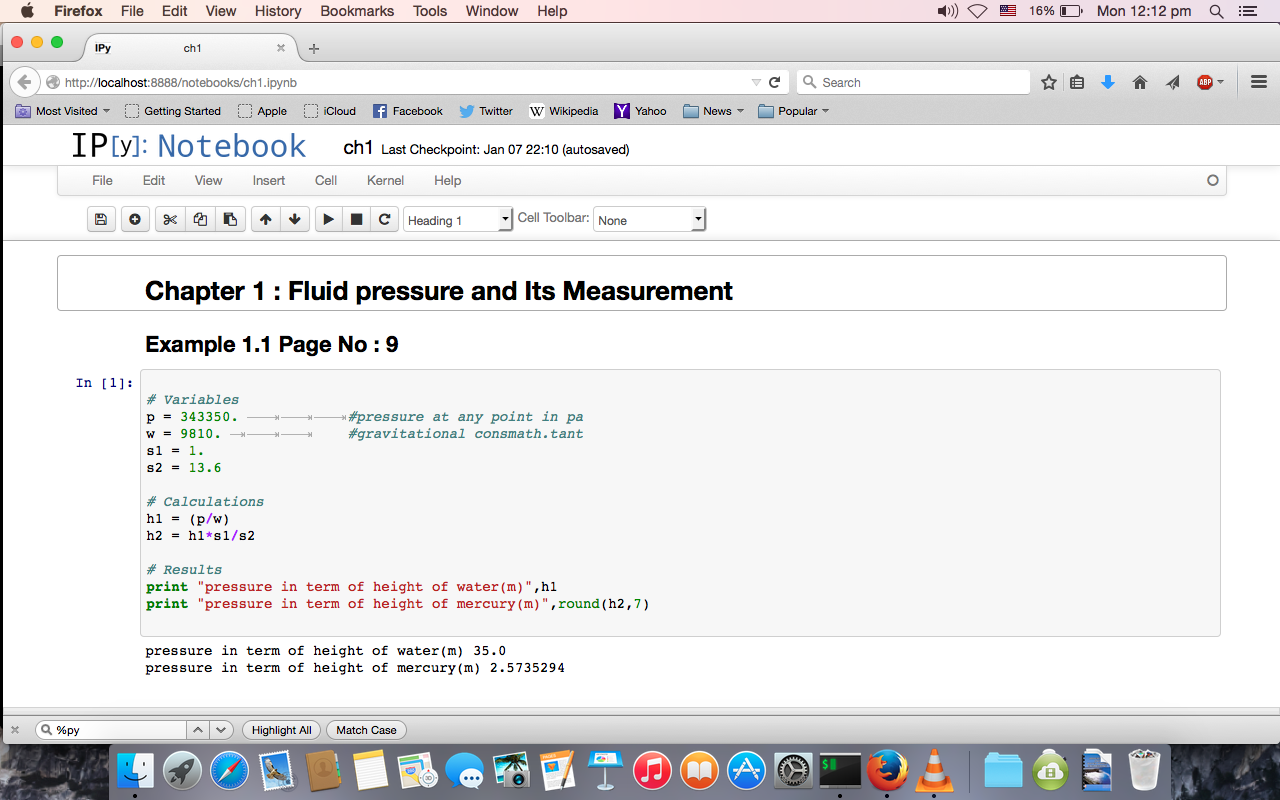 Firefox File Edit View History Bookmarks Tools Window Help 16% Mon 12:12 pm
IPy ch1
http://localhost:8888/notebooks/ch1.ipynb Search ABP
Most Visited Getting Started Apple iCloud Facebook Twitter W Wikipedia Y Yahoo News Popular
IP[y]: Notebook ch1 Last Checkpoint: Jan 07 22:10 (autosaved)
File Edit View Insert Cell Kernel Help
Heading 1 Cell Toolbar: None
Chapter 1 : Fluid pressure and Its Measurement
Example 1.1 Page No : 9
In [1]:
# Variables
p = 343350. #pressure at any point in pa
w = 9810. #gravitational consmath.tant
s1 = 1.
s2 = 13.6
# Calculations
h1 = (p/w)
h2 = h1*s1/s2
# Results
print "pressure in term of height of water(m)",h1
print "pressure in term of height of mercury(m)",round(h2,7)
pressure in term of height of water(m) 35.0
pressure in term of height of mercury(m) 2.5735294
%py Highlight All Match Case